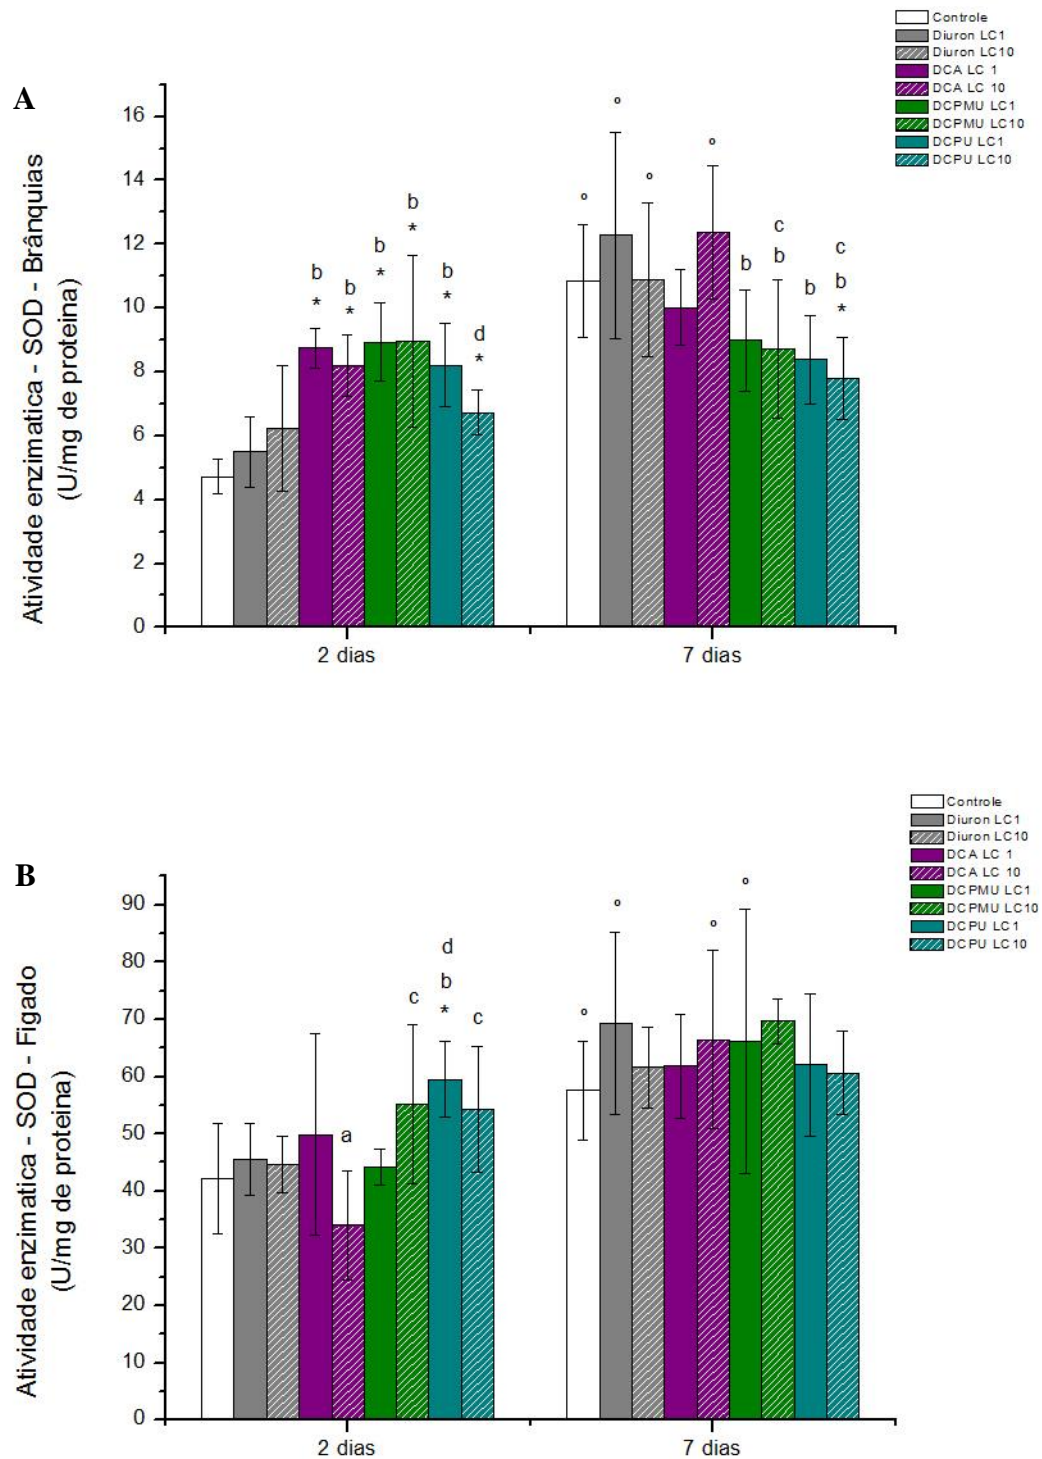 Controle
Diuron LC1
Diuron LC10
DCA LC 1
DCA LC 10
DCPMU LC1
DCPMU LC10
DCPU LC1
DCPU LC10
A
Atividade enzimatica - SOD - Brânquias
(U/mg de proteina)
16
14
12
10
8
6
4
2
0
b
*
b
*
b
*
b
*
b
*
d
*
º
º
º
º
b
c
b
b
c
b
*
2 dias
7 dias
Controle
Diuron LC1
Diuron LC10
DCA LC 1
DCA LC 10
DCPMU LC1
DCPMU LC10
DCPU LC1
DCPU LC10
B
Atividade enzimatica - SOD - Figado
(U/mg de proteina)
90
80
70
60
50
40
30
20
10
0
a
c
d
b
*
c
º
º
º
º
2 dias
7 dias